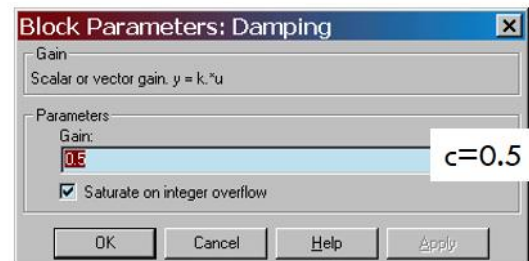 Block Parameters: Damping
Gain
Scalar or vector gain. y = k.*u
Parameters
Gain:
0.5
c=0.5
Saturate on integer overflow
OK Cancel Help Apply